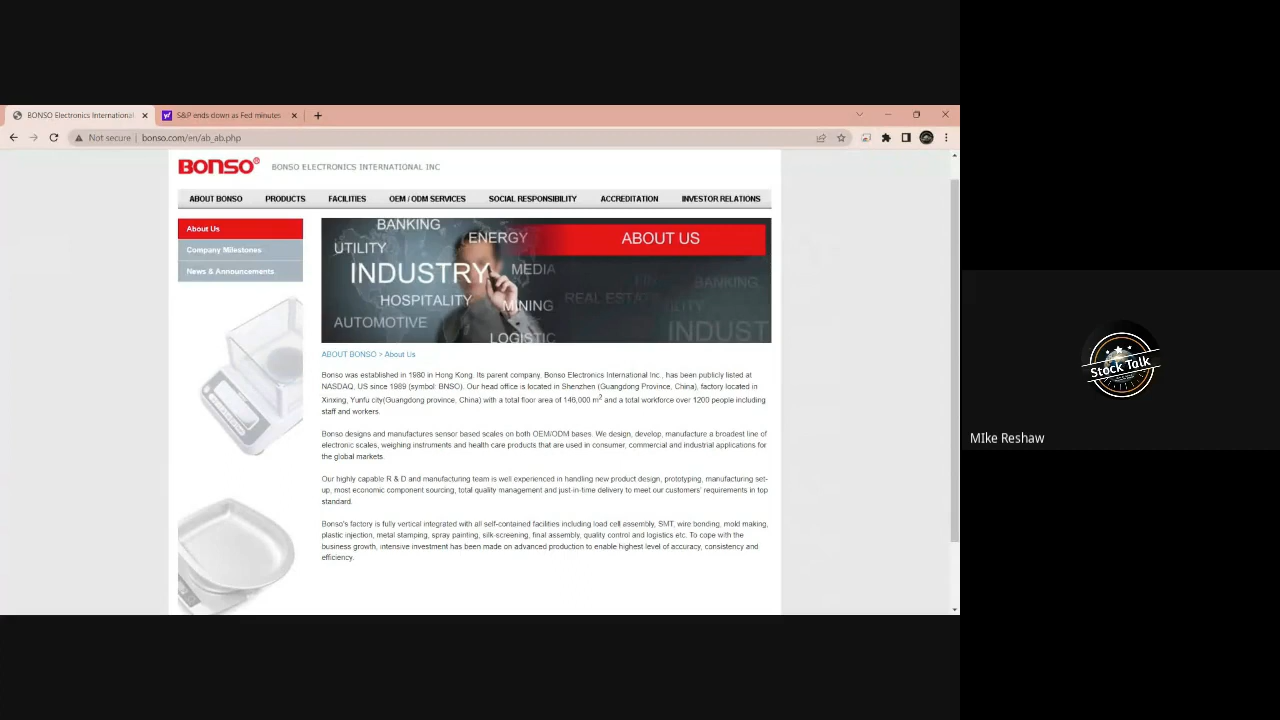 BONSO Electronics International
S&P ends down as Fed minutes
Not secure | bonso.com/en/ab_ab.php
BONSO® BONSO ELECTRONICS INTERNATIONAL INC
ABOUT BONSO PRODUCTS FACILITIES OEM / ODM SERVICES SOCIAL RESPONSIBILITY ACCREDITATION INVESTOR RELATIONS
About Us
Company Milestones
News & Announcements
BANKING
UTILITY
ENERGY
INDUSTRY
MEDIA
HOSPITALITY
MINING
AUTOMOTIVE
LOGISTIC
ABOUT US
BANKING
REAL ESTAT
INDUST
ABOUT BONSO > About Us
Bonso was established in 1980 in Hong Kong. Its parent company, Bonso Electronics International Inc., has been publicly listed at
NASDAQ, US since 1989 (symbol: BNSO). Our head office is located in Shenzhen (Guangdong Province, China), factory located in
Xinxing, Yunfu city(Guangdong province, China) with a total floor area of 146,000 m2 and a total workforce over 1200 people including
staff and workers.
Bonso designs and manufactures sensor based scales on both OEM/ODM bases. We design, develop, manufacture a broadest line of
electronic scales, weighing instruments and health care products that are used in consumer, commercial and industrial applications for
the global markets.
Our highly capable R & D and manufacturing team is well experienced in handling new product design, prototyping, manufacturing set-
up, most economic component sourcing, total quality management and just-in-time delivery to meet our customers' requirements in top
standard.
Bonso's factory is fully vertical integrated with all self-contained facilities including load cell assembly, SMT, wire bonding, mold making,
plastic injection, metal stamping, spray painting, silk-screening, final assembly, quality control and logistics etc. To cope with the
business growth, intensive investment has been made on advanced production to enable highest level of accuracy, consistency and
efficiency.
Stock Talk
MIke Reshaw